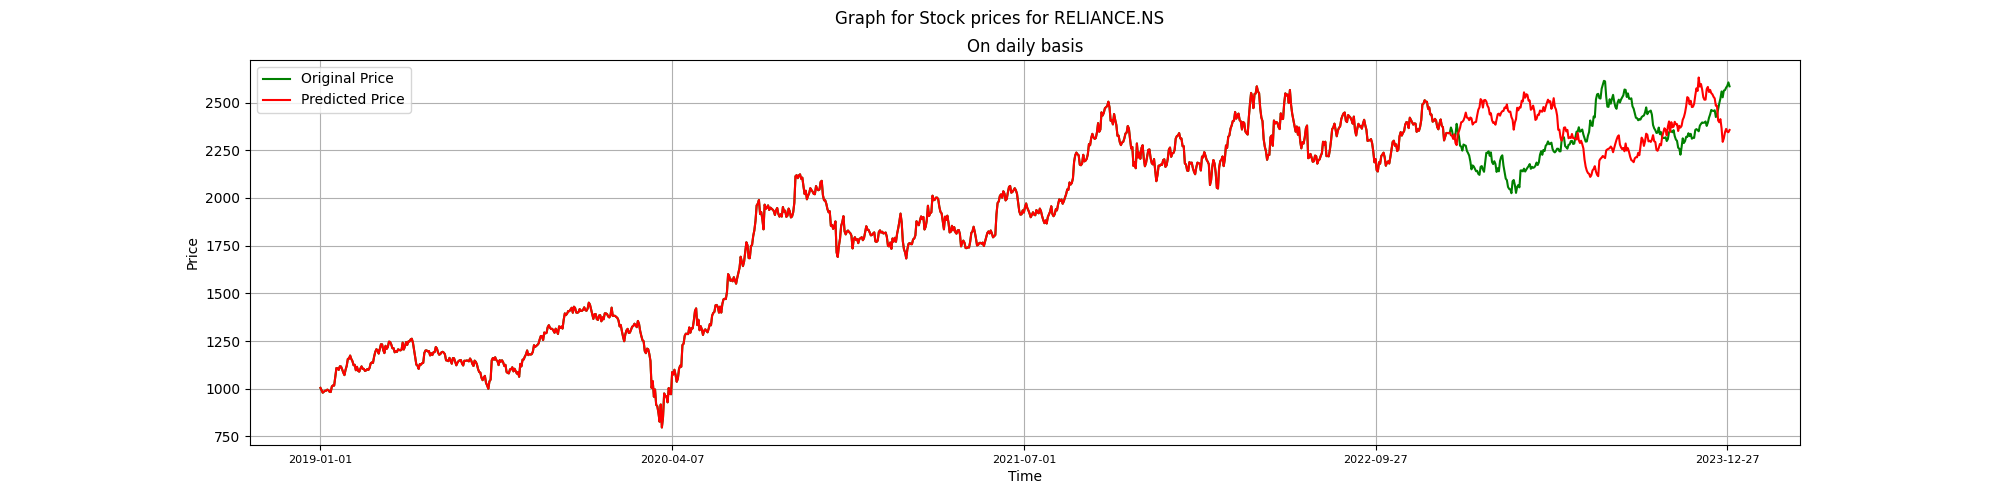 Graph for Stock prices for RELIANCE.NS
On daily basis
Original Price
Predicted Price
Price
2500
2250
2000
1750
1500
1250
1000
750
2019-01-01 2020-04-07 2021-07-01 2022-09-27 2023-12-27
Time